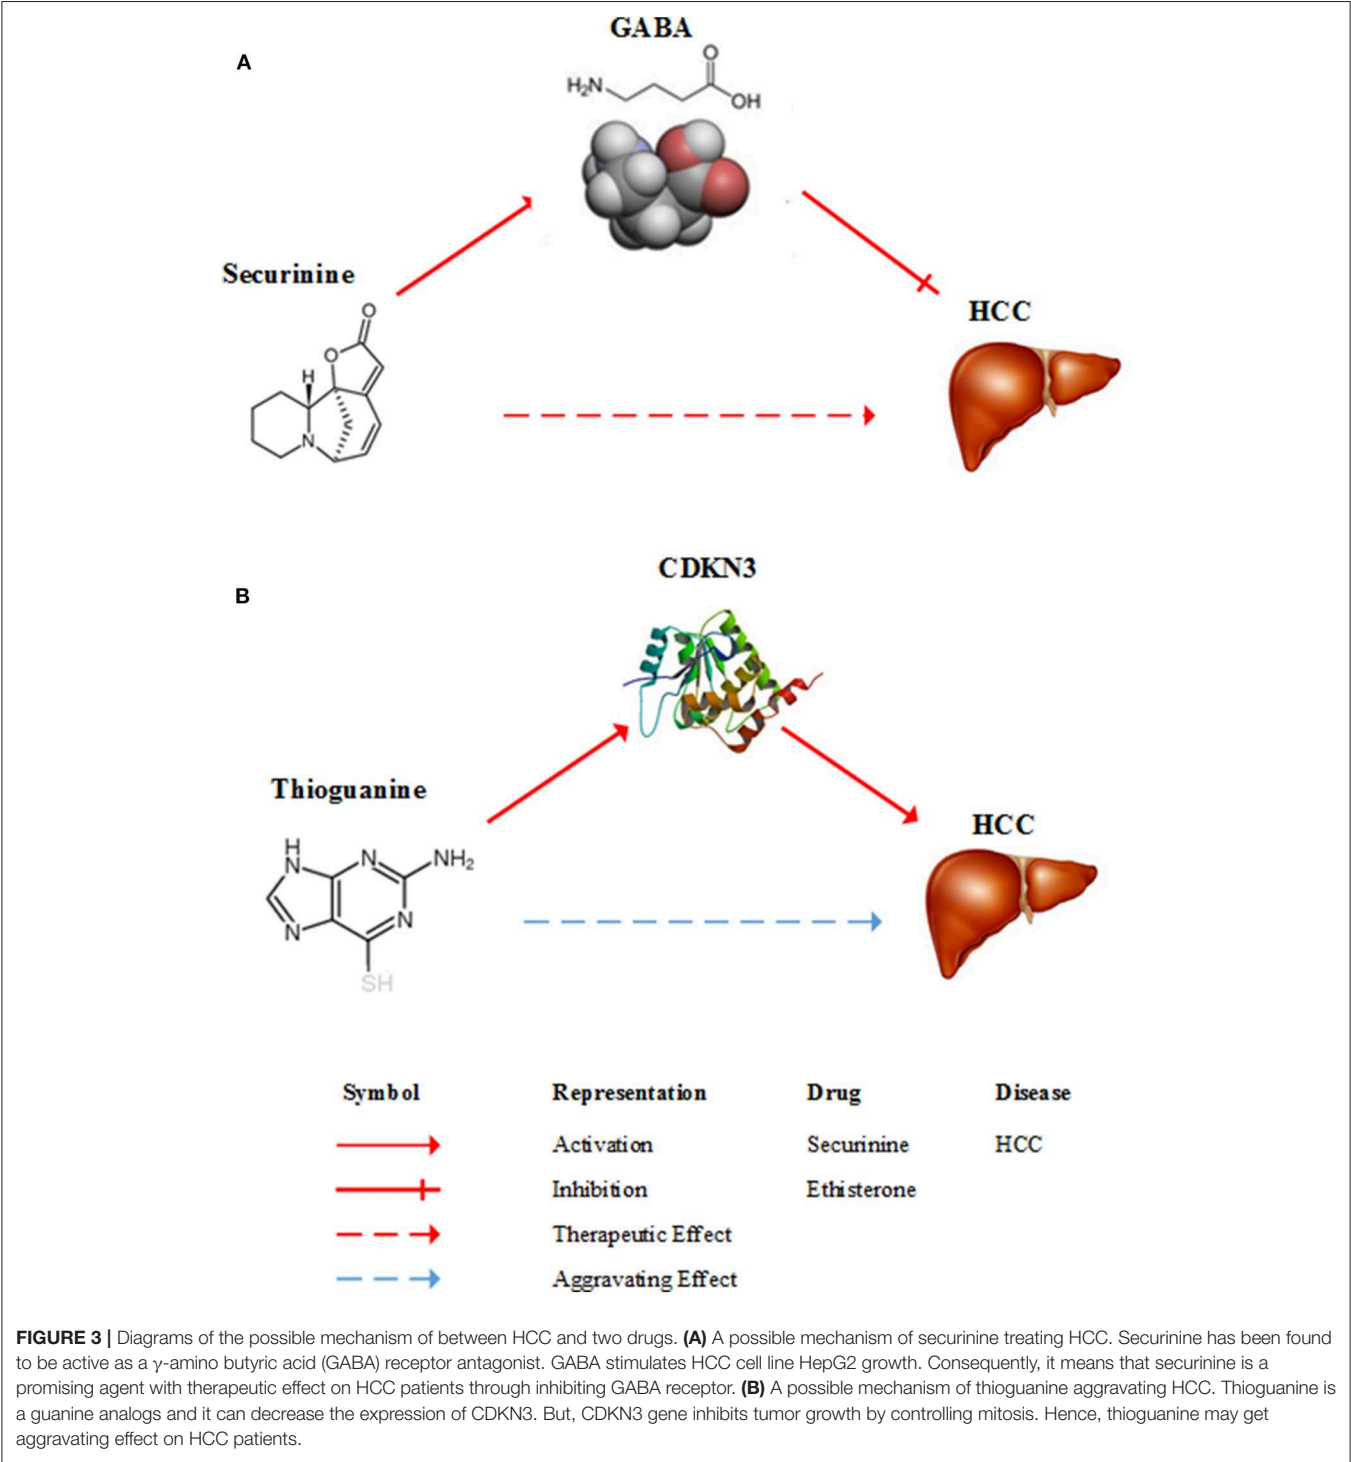 GABA
A
O
H₂N
OH
Securinine
HCC
O
O
H
N
CDKN3
B
Thioguanine
HCC
H
N
N
NH₂
N
N
SH
Symbol Representation Drug Disease
Activation Securinine HCC
Inhibition Ethisterone
Therapeutic Effect
Aggravating Effect
FIGURE 3 | Diagrams of the possible mechanism of between HCC and two drugs. (A) A possible mechanism of securinine treating HCC. Securinine has been found
to be active as a γ-amino butyric acid (GABA) receptor antagonist. GABA stimulates HCC cell line HepG2 growth. Consequently, it means that securinine is a
promising agent with therapeutic effect on HCC patients through inhibiting GABA receptor. (B) A possible mechanism of thioguanine aggravating HCC. Thioguanine is
a guanine analogs and it can decrease the expression of CDKN3. But, CDKN3 gene inhibits tumor growth by controlling mitosis. Hence, thioguanine may get
aggravating effect on HCC patients.